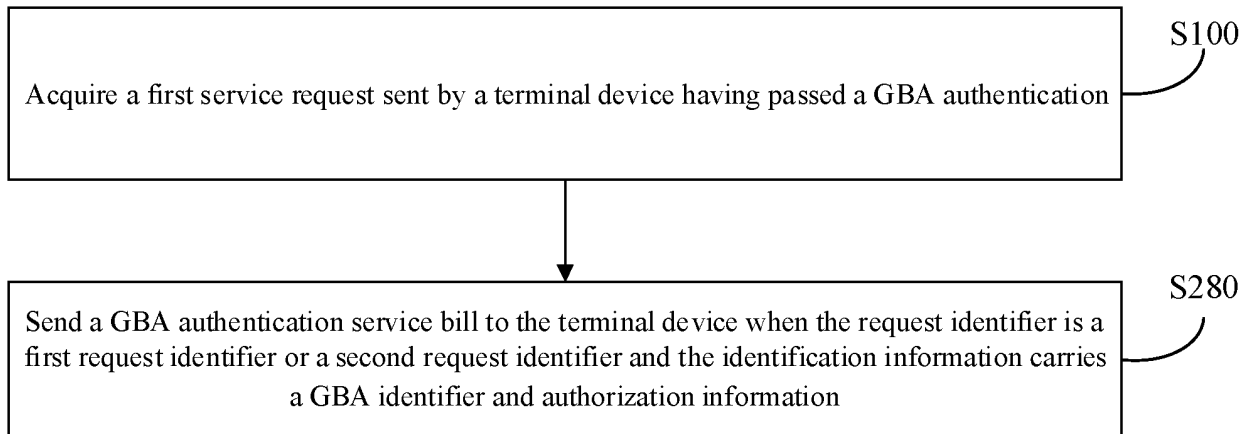 S100
Acquire a first service request sent by a terminal device having passed a GBA authentication
S280
Send a GBA authentication service bill to the terminal device when the request identifier is a
first request identifier or a second request identifier and the identification information carries
a GBA identifier and authorization information